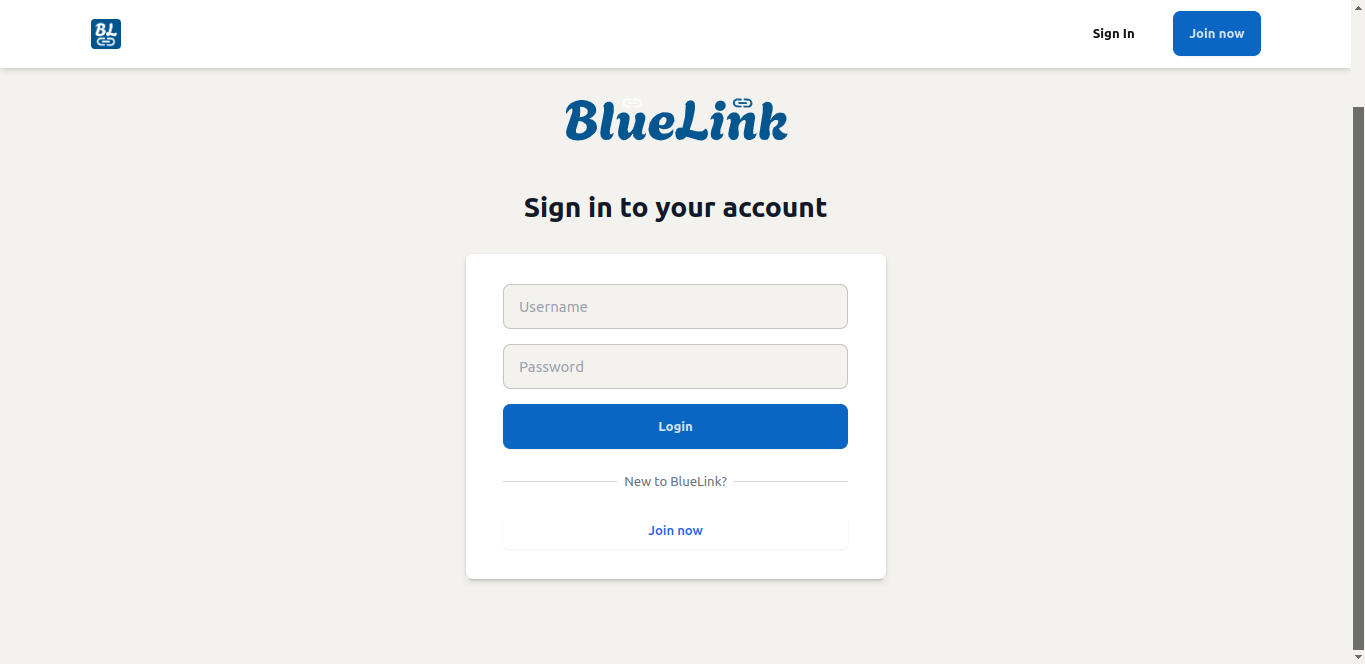 BL
Sign In
Join now
BlueLink
Sign in to your account
Username
Password
Login
New to BlueLink?
Join now